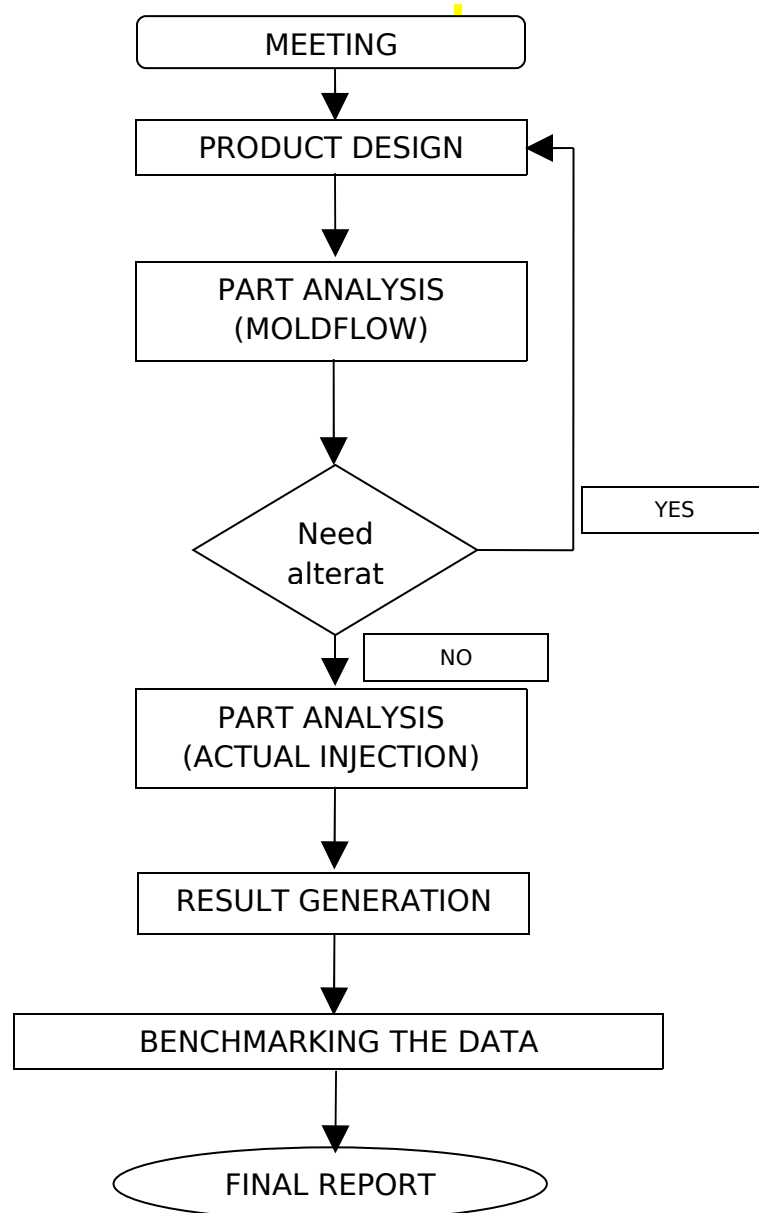 MEETING
PRODUCT DESIGN
PART ANALYSIS
(MOLDFLOW)
YES
Need
alterat
NO
PART ANALYSIS
(ACTUAL INJECTION)
RESULT GENERATION
BENCHMARKING THE DATA
FINAL REPORT